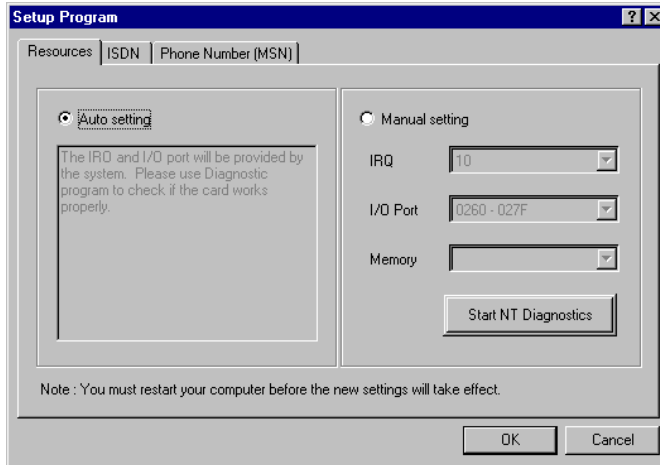 Setup Program
Resources
ISDN
Phone Number (MSN)
Auto setting
The IRQ and I/O port will be provided by
the system. Please use Diagnostic
program to check if the card works
properly.
Manual setting
IRQ
10
I/O Port
0260 - 027F
Memory
Start NT Diagnostics
Note : You must restart your computer before the new settings will take effect.
OK
Cancel